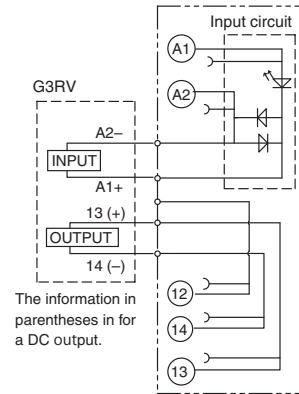 Input circuit
A1
G3RV
A2
A2−
INPUT
A1+
13 (+)
OUTPUT
14 (−)
12
The information in
parentheses in for
a DC output.
14
13